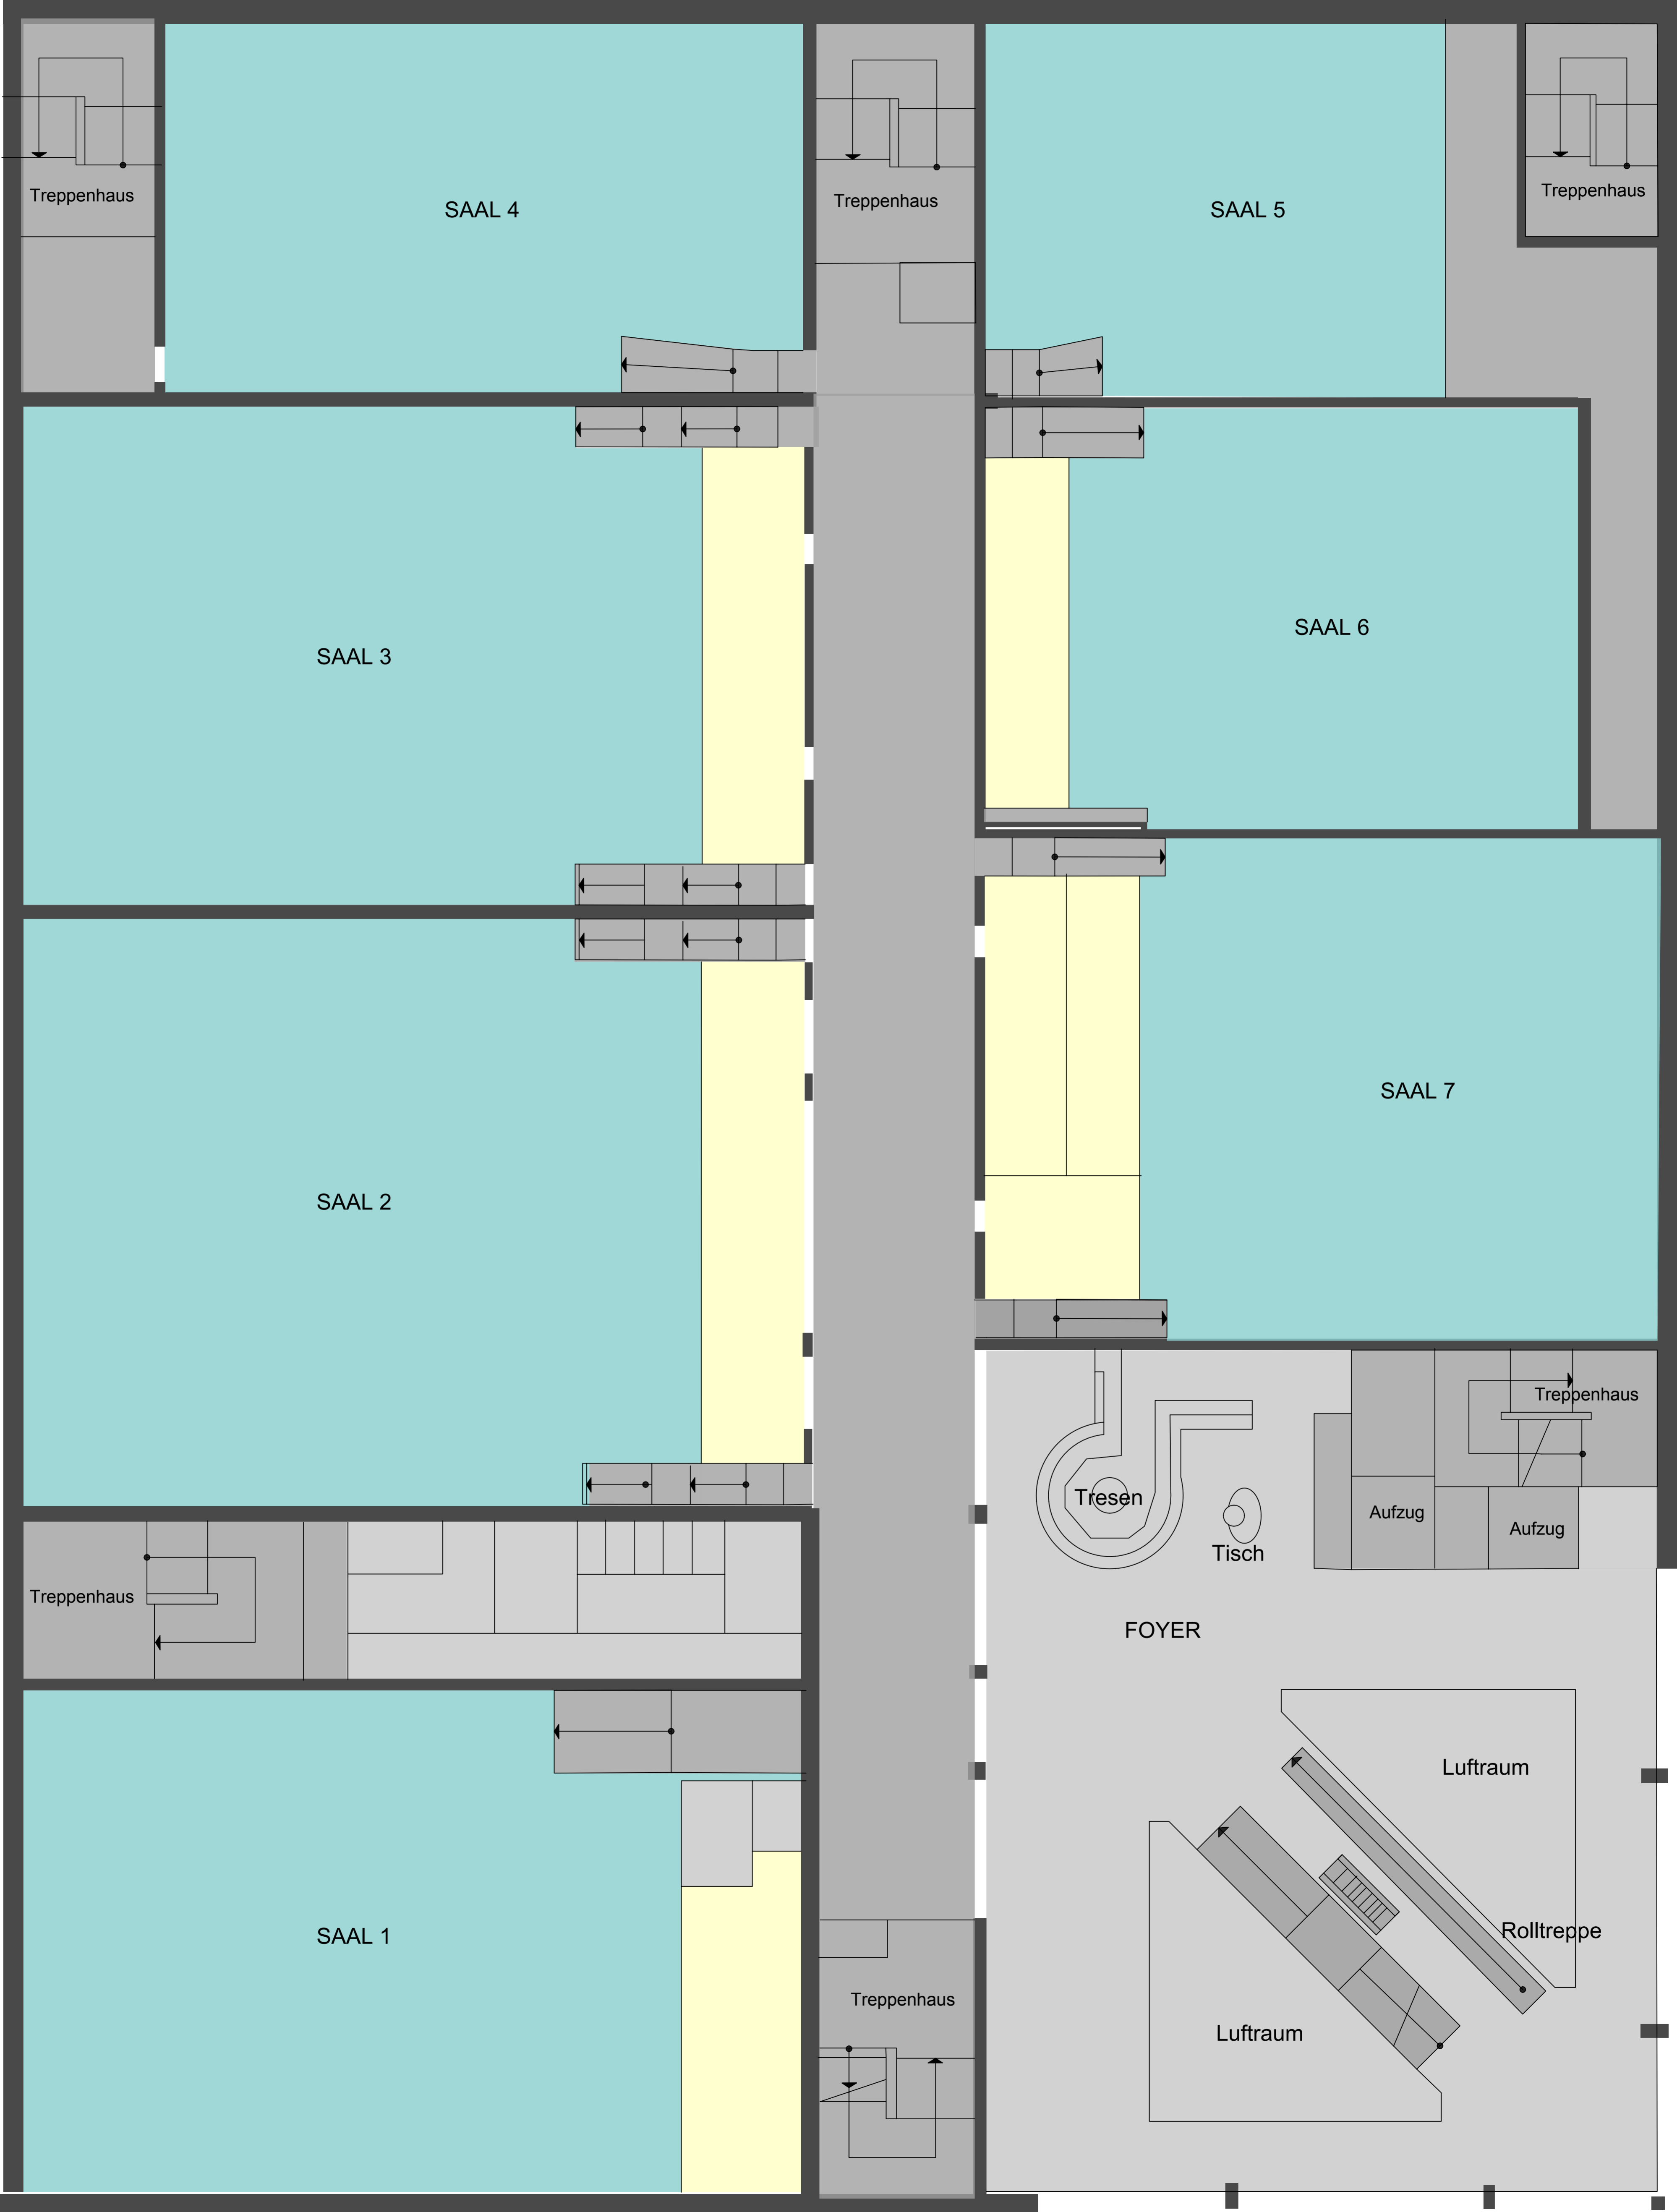 Treppenhaus
SAAL 4
Treppenhaus
SAAL 5
Treppenhaus
SAAL 3
SAAL 6
SAAL 2
SAAL 7
Treppenhaus
Tresen
Aufzug
Aufzug
Tisch
Treppenhaus
FOYER
Luftraum
SAAL 1
Rolltreppe
Treppenhaus
Luftraum